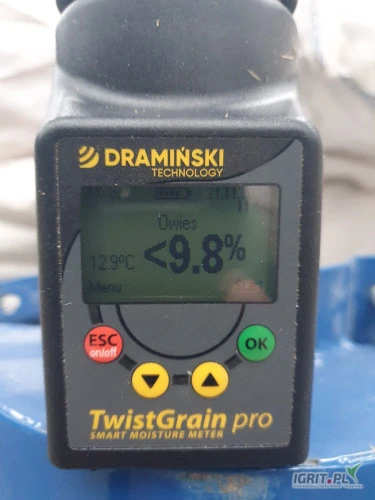 DRAMIŃSKI
TECHNOLOGY
Owies
12.9°C <9.8%
Menu
ESC
on/off
OK
TwistGrain pro
SMART MOISTURE METER
IGRIT.PL